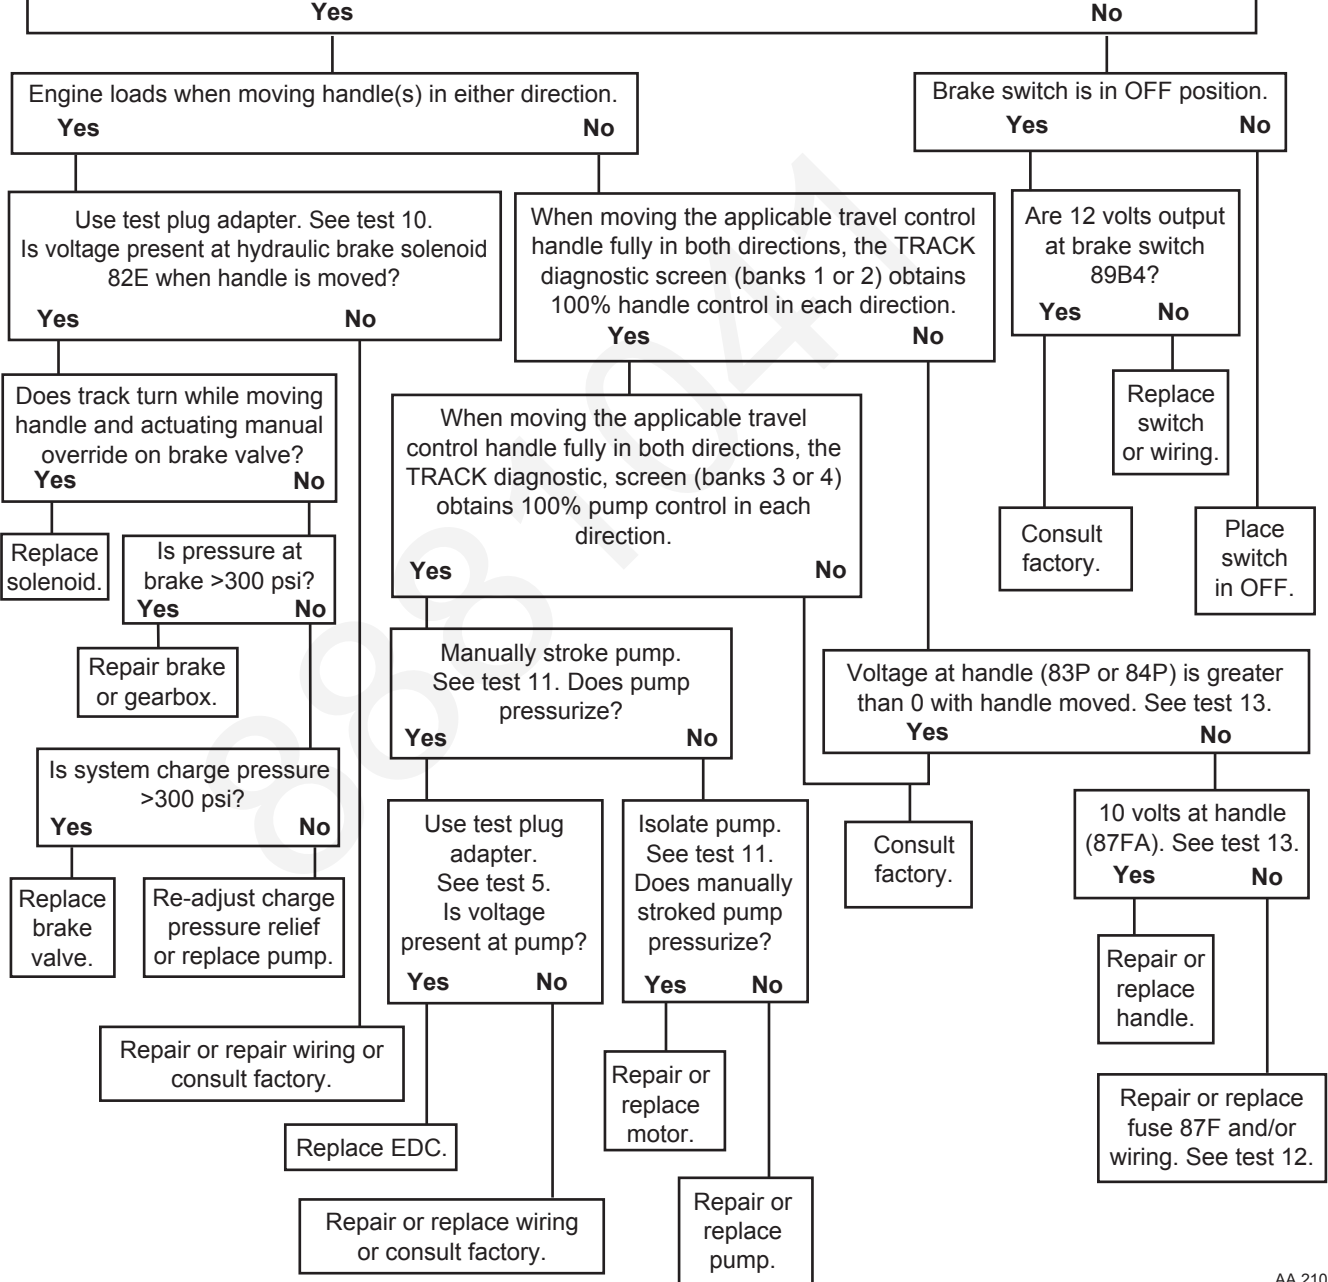 Yes
No
Engine loads when moving handle(s) in either direction.
Yes
No
Brake switch is in OFF position.
Yes
No
Use test plug adapter. See test 10.
Is voltage present at hydraulic brake solenoid
82E when handle is moved?
Yes
No
When moving the applicable travel control
handle fully in both directions, the TRACK
diagnostic screen (banks 1 or 2) obtains
100% handle control in each direction.
Yes
No
Are 12 volts output
at brake switch
89B4?
Yes
No
Does track turn while moving
handle and actuating manual
override on brake valve?
Yes
No
When moving the applicable travel
control handle fully in both directions, the
TRACK diagnostic, screen (banks 3 or 4)
obtains 100% pump control in each
direction.
Yes
No
Replace
switch
or wiring.
Consult
factory.
Place
switch
in OFF.
Replace
solenoid.
Is pressure at
brake >300 psi?
Yes
No
Repair brake
or gearbox.
Manually stroke pump.
See test 11. Does pump
pressurize?
Yes
No
Voltage at handle (83P or 84P) is greater
than 0 with handle moved. See test 13.
Yes
No
Is system charge pressure
>300 psi?
Yes
No
Use test plug
adapter.
See test 5.
Is voltage
present at pump?
Yes
No
Isolate pump.
See test 11.
Does manually
stroked pump
pressurize?
Yes
No
Consult
factory.
10 volts at handle
(87FA). See test 13.
Yes
No
Replace
brake
valve.
Re-adjust charge
pressure relief
or replace pump.
Repair or
replace
handle.
Repair or repair wiring or
consult factory.
Repair or
replace
motor.
Repair or replace
fuse 87F and/or
wiring. See test 12.
Replace EDC.
Repair or replace wiring
or consult factory.
Repair or
replace
pump.
AA 210
8881041